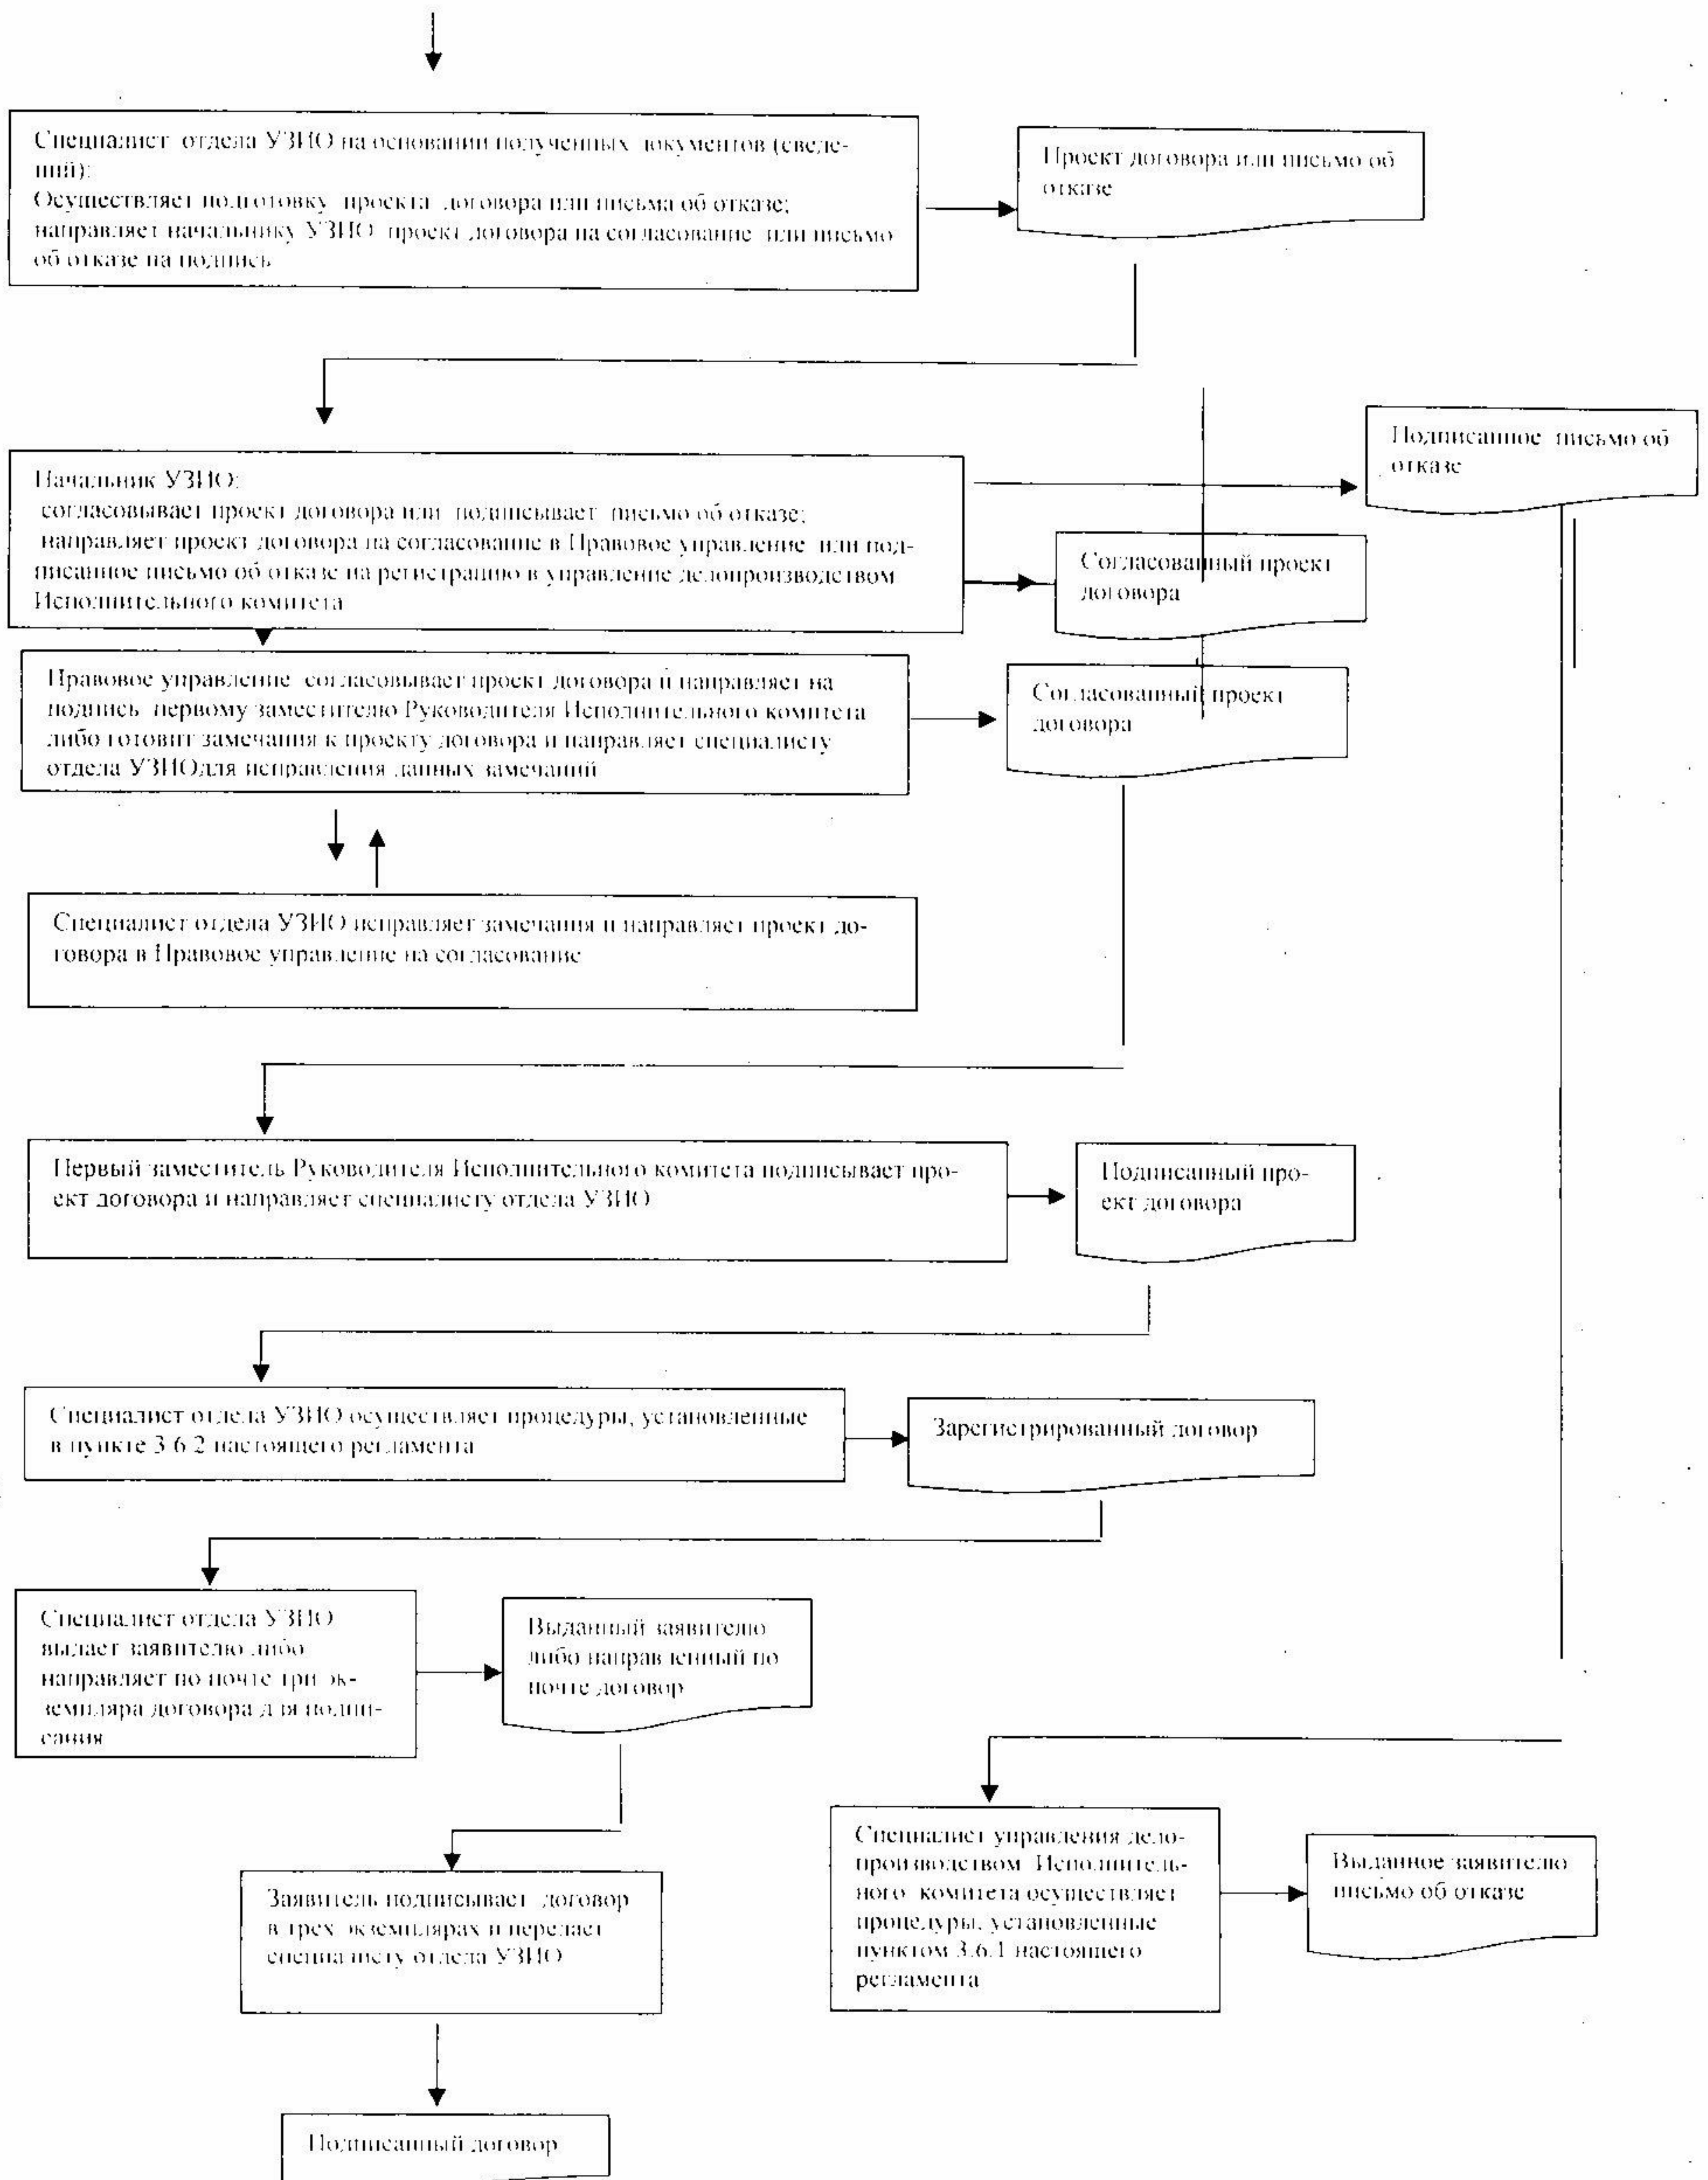 Специалист отдела УЗИО на основании полученных документов (сведе-
ний):
Осуществляет подготовку проекта договора или письма об отказе;
направляет начальнику УЗИО проект договора на согласование или письмо
об отказе на подпись
Проект договора или письмо об
отказе
Подписанное письмо об
отказе
Начальник УЗИО:
согласовывает проект договора или подписывает письмо об отказе;
направляет проект договора на согласование в Правовое управление или под-
писанное письмо об отказе на регистрацию в управление делопроизводством
Исполнительного комитета
Согласованный проект
договора
Правовое управление согласовывает проект договора и направляет на
подпись первому заместителю Руководителя Исполнительного комитета
либо готовит замечания к проекту договора и направляет специалисту
отдела УЗИОдля исправления данных замечаний
Согласованный проект
договора
Специалист отдела УЗИО исправляет замечания и направляет проект до-
говора в Правовое управление на согласование
Первый заместитель Руководителя Исполнительного комитета подписывает про-
ект договора и направляет специалисту отдела УЗИО
Подписанный про-
ект договора
Специалист отдела УЗИО осуществляет процедуры, установленные
в пункте 3.6.2 настоящего регламента
Зарегистрированный договор
Специалист отдела УЗИО
выдает заявителю либо
направляет по почте три эк-
земпляра договора для подпи-
сания
Выданный заявителю
либо направленный по
почте договор
Заявитель подписывает договор
в трех экземплярах и передает
специалисту отдела УЗИО
Специалист управления дело-
производством Исполнитель-
ного комитета осуществляет
процедуры, установленные
пунктом 3.6.1 настоящего
регламента
Выданное заявителю
письмо об отказе
Подписанный договор